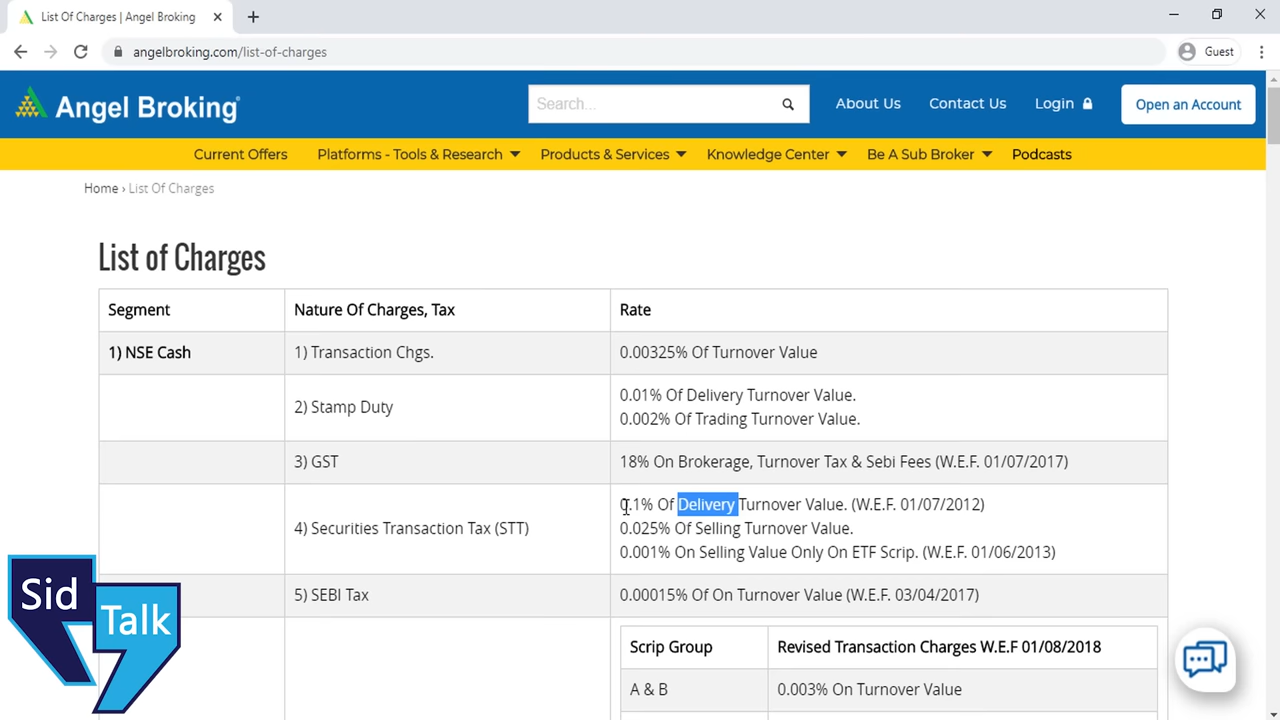 List Of Charges | Angel Broking
angelbroking.com/list-of-charges
Guest
Angel Broking
Search...
About Us
Contact Us
Login
Open an Account
Current Offers
Platforms - Tools & Research
Products & Services
Knowledge Center
Be A Sub Broker
Podcasts
Home › List Of Charges
List of Charges
Segment
Nature Of Charges, Tax
Rate
1) NSE Cash
1) Transaction Chgs.
0.00325% Of Turnover Value
2) Stamp Duty
0.01% Of Delivery Turnover Value.
0.002% Of Trading Turnover Value.
3) GST
18% On Brokerage, Turnover Tax & Sebi Fees (W.E.F. 01/07/2017)
4) Securities Transaction Tax (STT)
0.1% Of Delivery Turnover Value. (W.E.F. 01/07/2012)
0.025% Of Selling Turnover Value.
0.001% On Selling Value Only On ETF Scrip. (W.E.F. 01/06/2013)
5) SEBI Tax
0.00015% Of On Turnover Value (W.E.F. 03/04/2017)
Scrip Group
Revised Transaction Charges W.E.F 01/08/2018
A & B
0.003% On Turnover Value
Sid
Talk